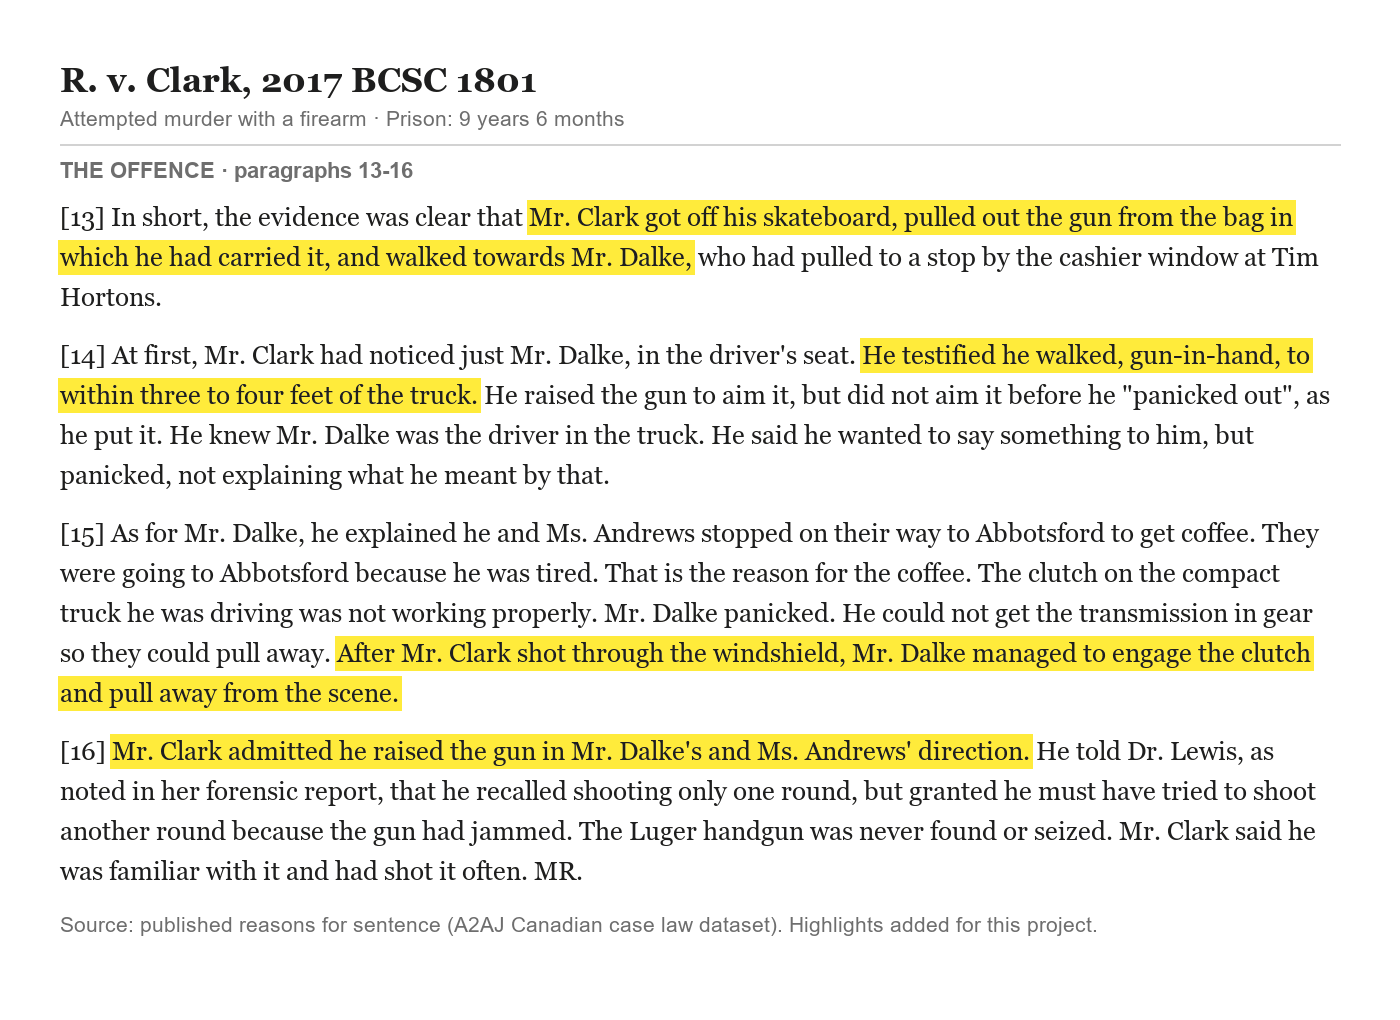 R. v. Clark, 2017 BCSC 1801
Attempted murder with a firearm · Prison: 9 years 6 months
THE OFFENCE · paragraphs 13-16
[13] In short, the evidence was clear that Mr. Clark got off his skateboard, pulled out the gun from the bag in
which he had carried it, and walked towards Mr. Dalke, who had pulled to a stop by the cashier window at Tim
Hortons.
[14] At first, Mr. Clark had noticed just Mr. Dalke, in the driver's seat. He testified he walked, gun-in-hand, to
within three to four feet of the truck. He raised the gun to aim it, but did not aim it before he "panicked out", as
he put it. He knew Mr. Dalke was the driver in the truck. He said he wanted to say something to him, but
panicked, not explaining what he meant by that.
[15] As for Mr. Dalke, he explained he and Ms. Andrews stopped on their way to Abbotsford to get coffee. They
were going to Abbotsford because he was tired. That is the reason for the coffee. The clutch on the compact
truck he was driving was not working properly. Mr. Dalke panicked. He could not get the transmission in gear
so they could pull away. After Mr. Clark shot through the windshield, Mr. Dalke managed to engage the clutch
and pull away from the scene.
[16] Mr. Clark admitted he raised the gun in Mr. Dalke's and Ms. Andrews' direction. He told Dr. Lewis, as
noted in her forensic report, that he recalled shooting only one round, but granted he must have tried to shoot
another round because the gun had jammed. The Luger handgun was never found or seized. Mr. Clark said he
was familiar with it and had shot it often. MR.
Source: published reasons for sentence (A2AJ Canadian case law dataset). Highlights added for this project.